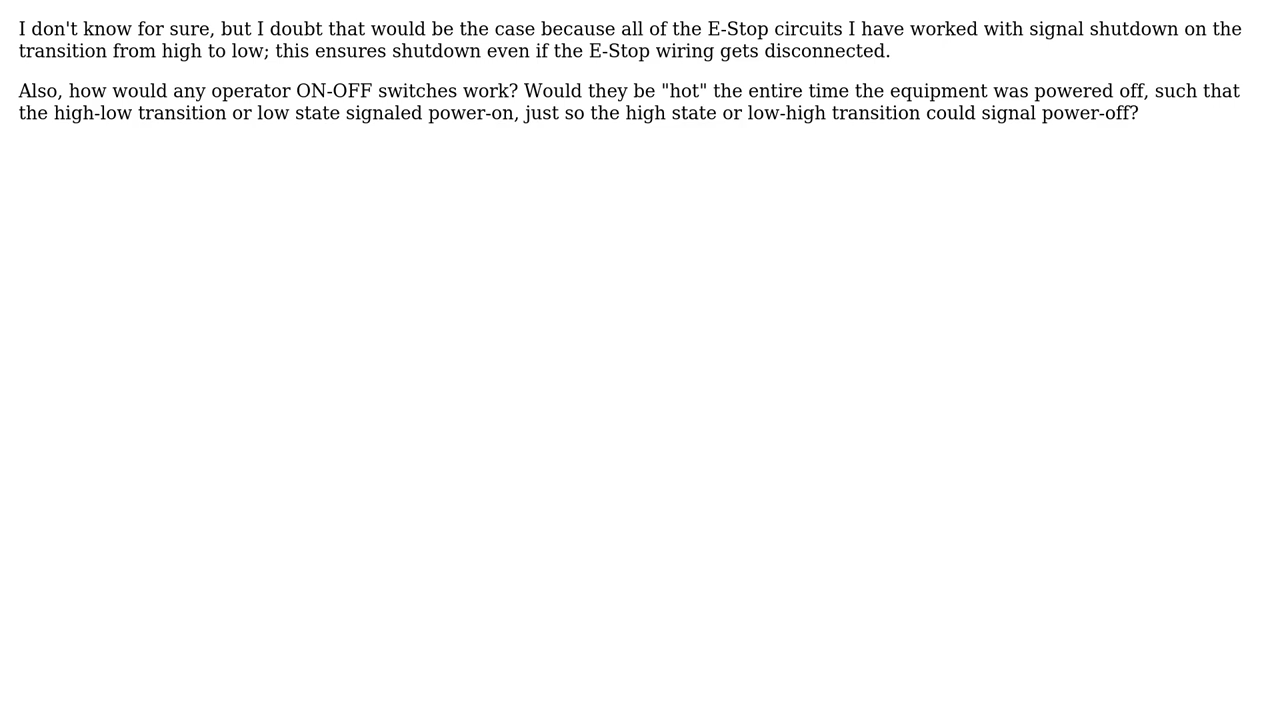 I don't know for sure, but I doubt that would be the case because all of the E-Stop circuits I have worked with signal shutdown on the
transition from high to low; this ensures shutdown even if the E-Stop wiring gets disconnected.
Also, how would any operator ON-OFF switches work? Would they be "hot" the entire time the equipment was powered off, such that
the high-low transition or low state signaled power-on, just so the high state or low-high transition could signal power-off?